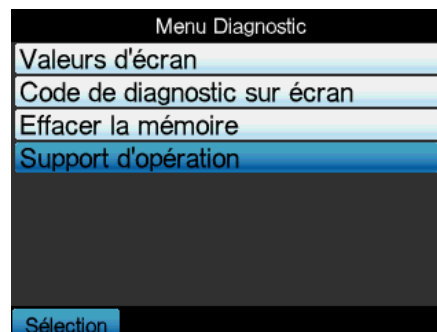 Menu Diagnostic
Valeurs d'écran
Code de diagnostic sur écran
Effacer la mémoire
Support d'opération
Sélection